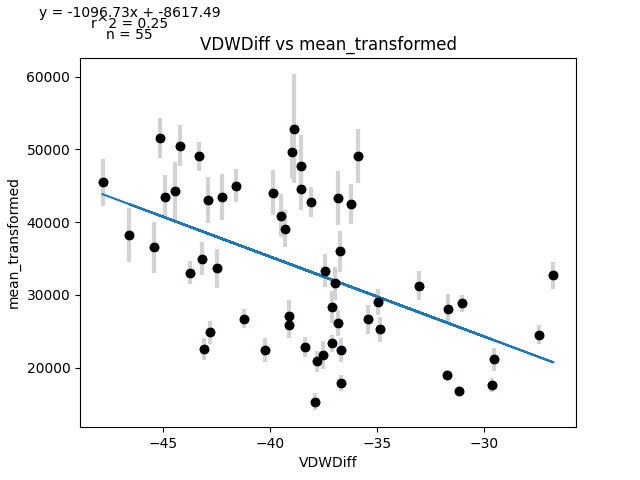 y = -1096.73x + -8617.49
r^2 = 0.25
n = 55
VDWDiff vs mean_transformed
60000
50000
40000
30000
20000
mean_transformed
−45
−40
−35
−30
VDWDiff